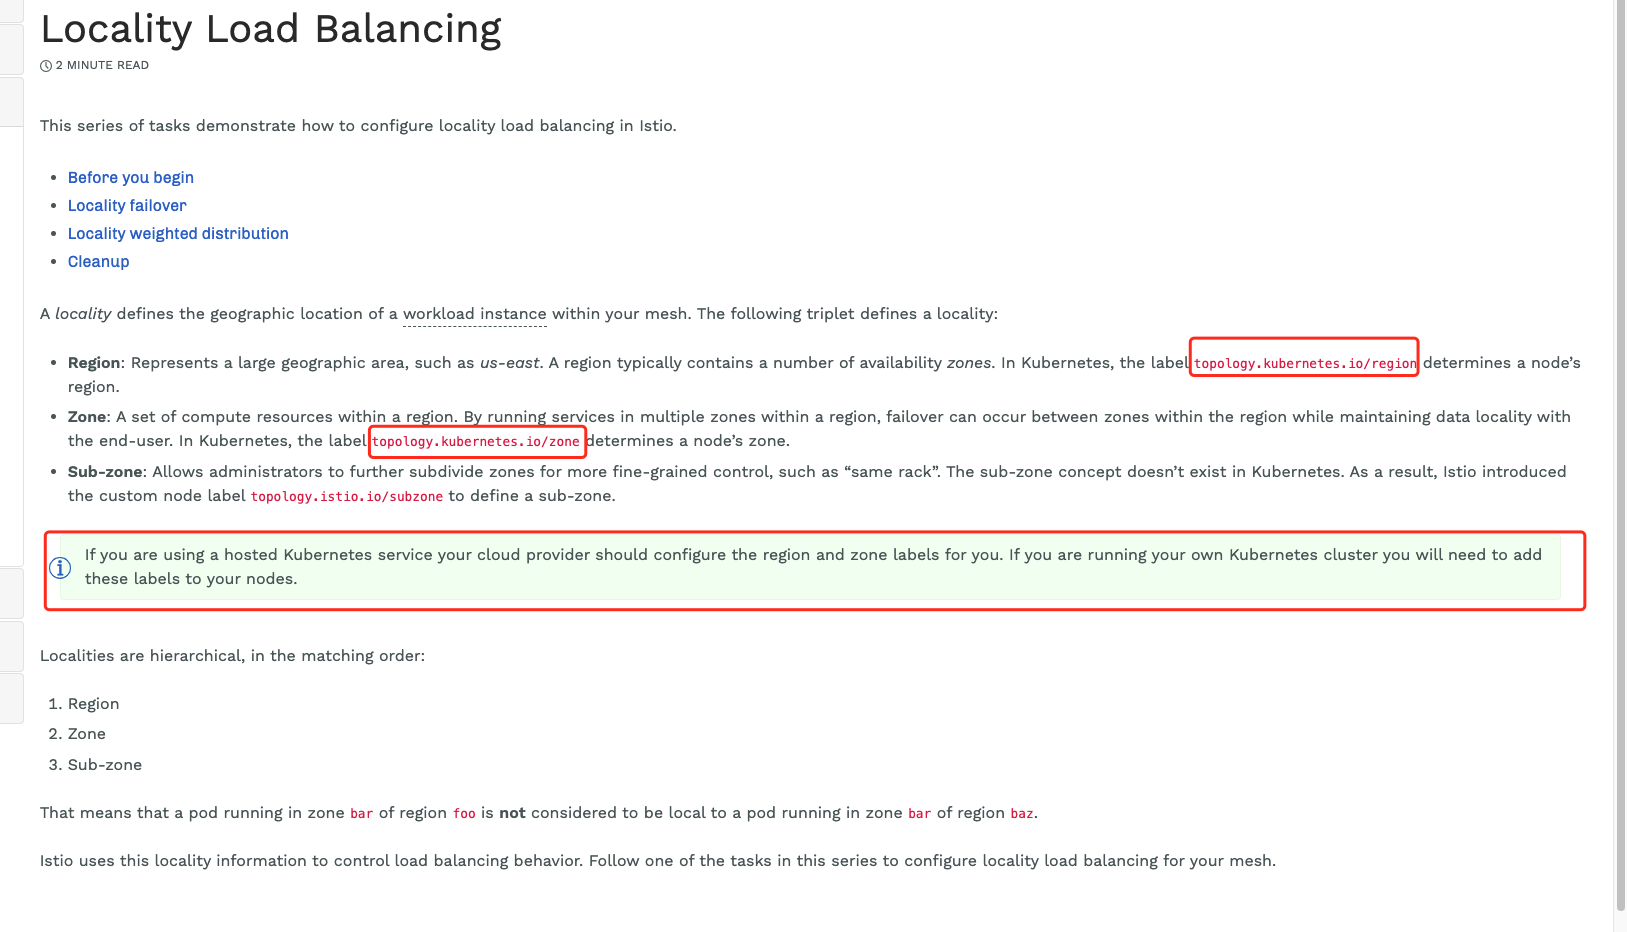 Locality Load Balancing
2 MINUTE READ
This series of tasks demonstrate how to configure locality load balancing in Istio.
• Before you begin
• Locality failover
• Locality weighted distribution
• Cleanup
A locality defines the geographic location of a workload instance within your mesh. The following triplet defines a locality:
• Region: Represents a large geographic area, such as us-east. A region typically contains a number of availability zones. In Kubernetes, the label topology.kubernetes.io/region determines a node’s
region.
• Zone: A set of compute resources within a region. By running services in multiple zones within a region, failover can occur between zones within the region while maintaining data locality with
the end-user. In Kubernetes, the label topology.kubernetes.io/zone determines a node’s zone.
• Sub-zone: Allows administrators to further subdivide zones for more fine-grained control, such as “same rack”. The sub-zone concept doesn’t exist in Kubernetes. As a result, Istio introduced
the custom node label topology.istio.io/subzone to define a sub-zone.
If you are using a hosted Kubernetes service your cloud provider should configure the region and zone labels for you. If you are running your own Kubernetes cluster you will need to add
these labels to your nodes.
Localities are hierarchical, in the matching order:
1. Region
2. Zone
3. Sub-zone
That means that a pod running in zone bar of region foo is not considered to be local to a pod running in zone bar of region baz.
Istio uses this locality information to control load balancing behavior. Follow one of the tasks in this series to configure locality load balancing for your mesh.